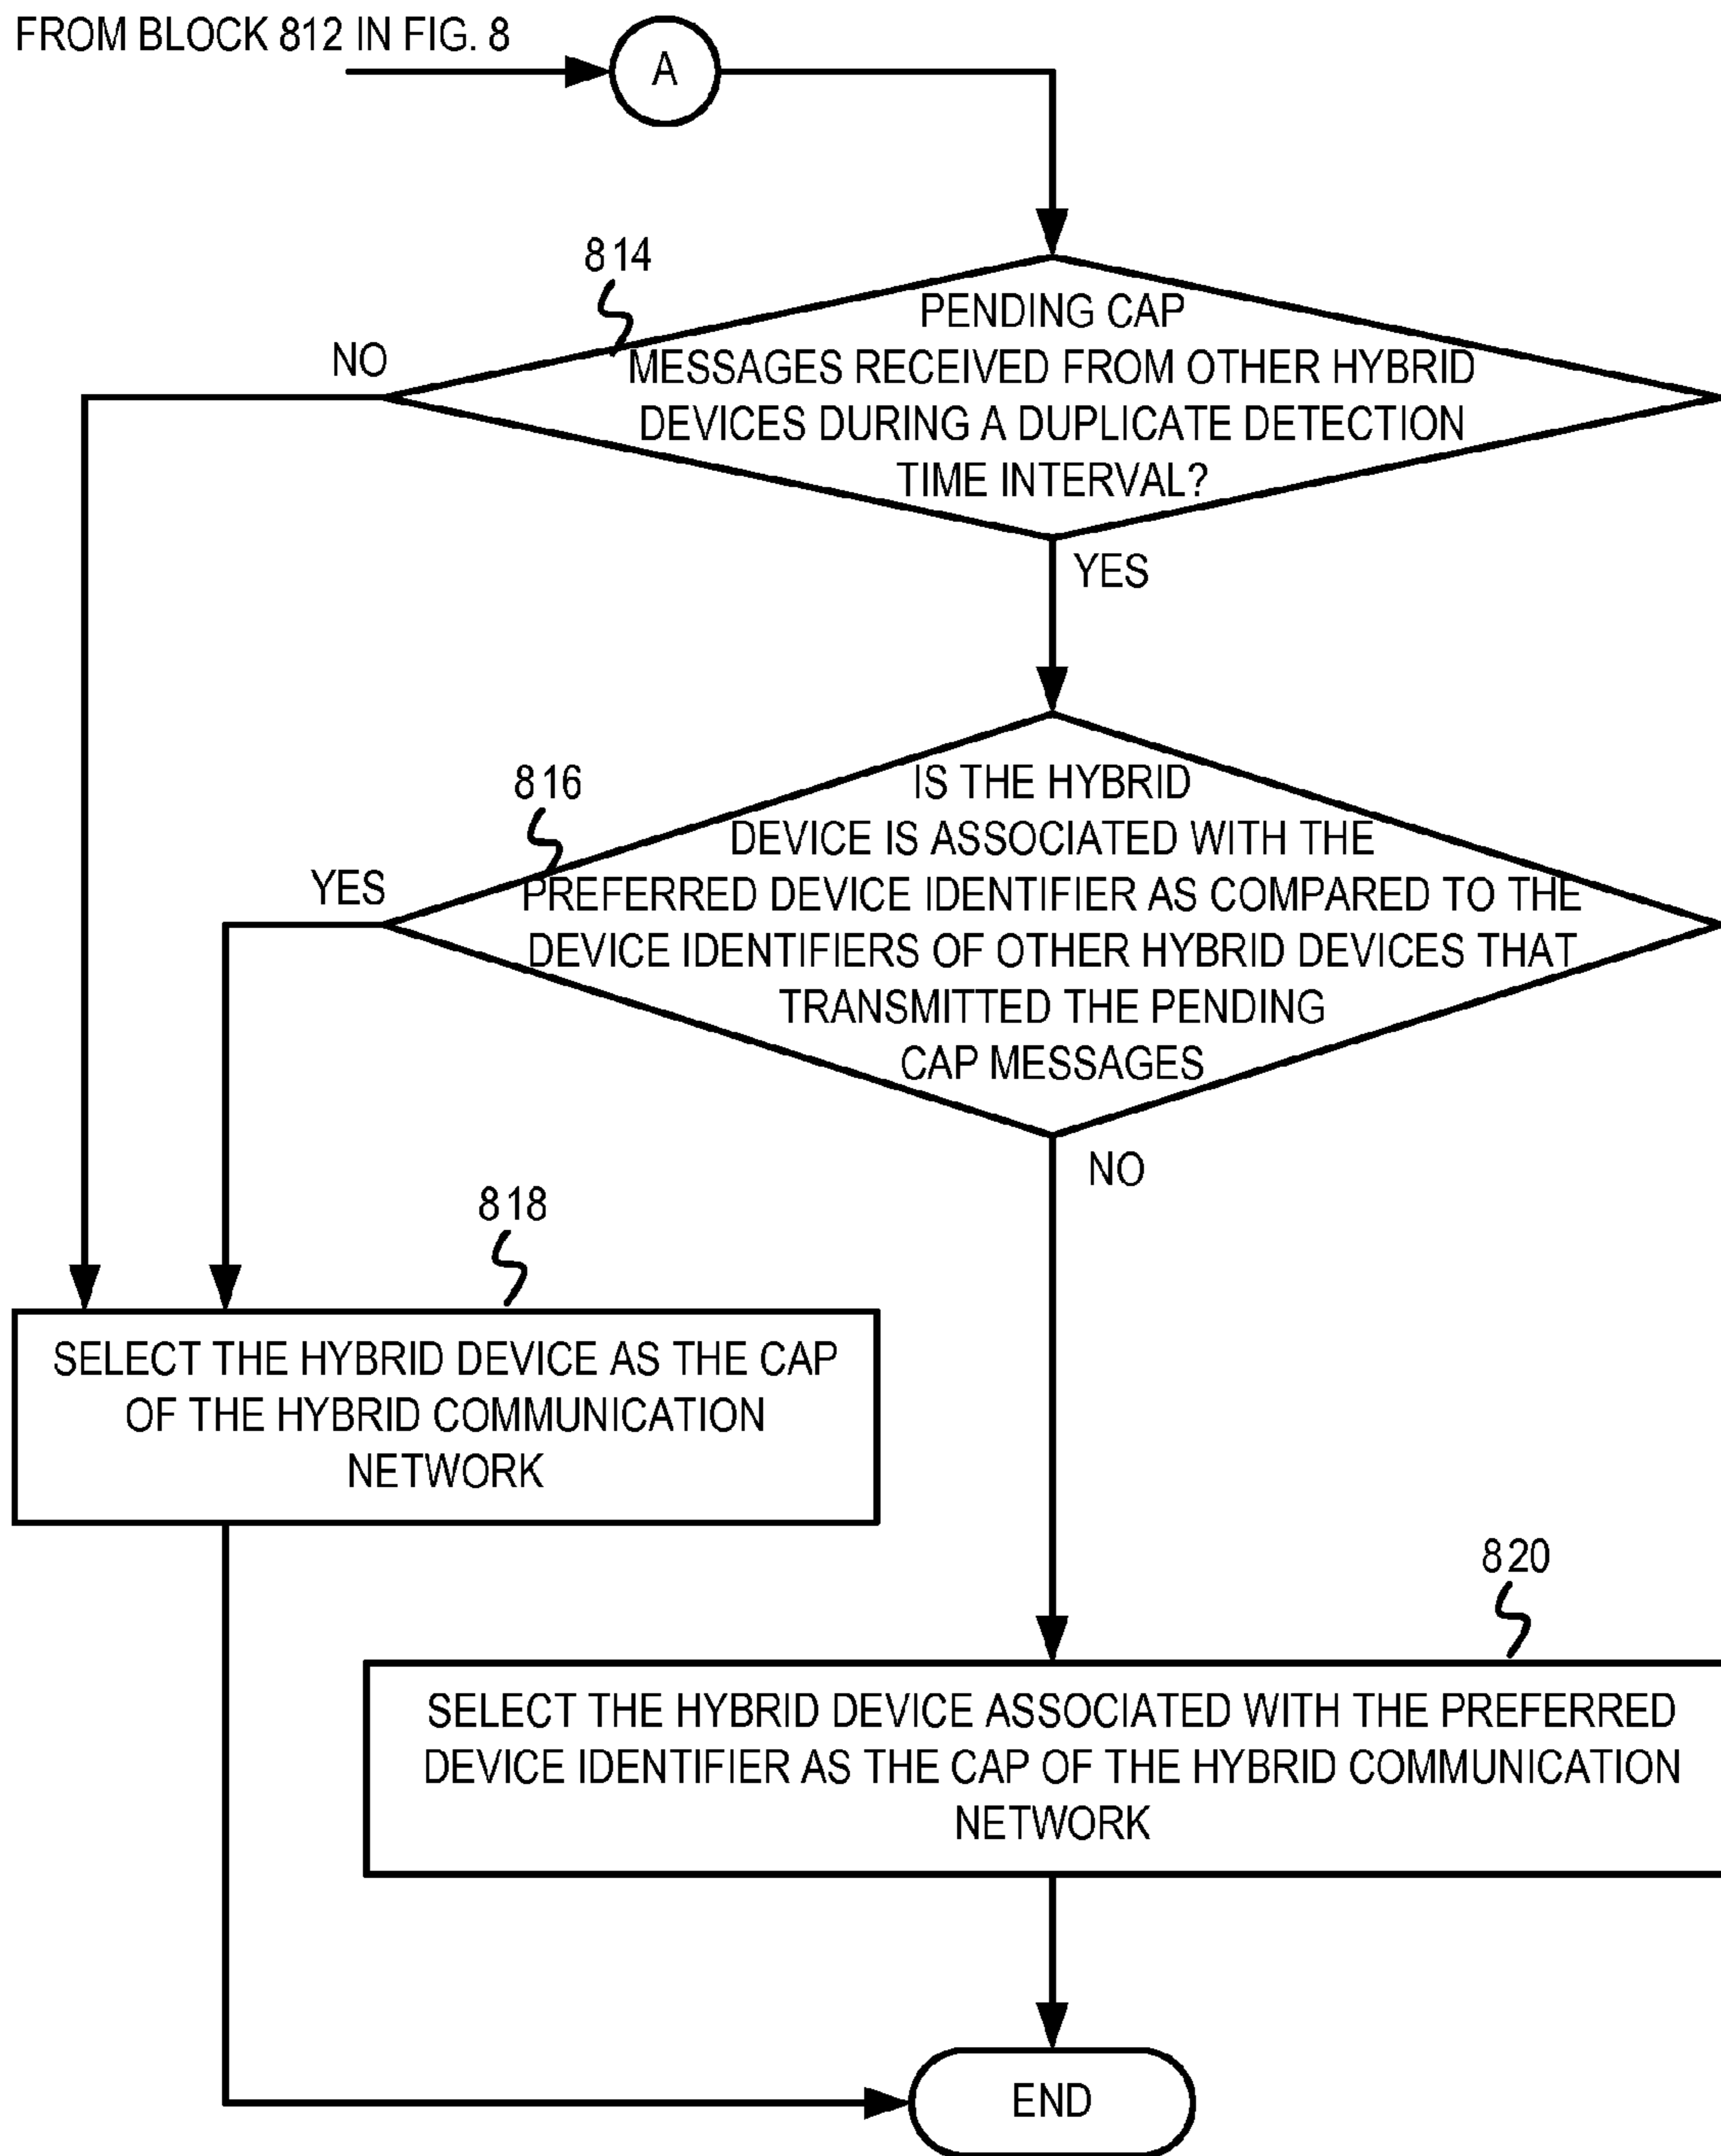 FROM BLOCK 812 IN FIG. 8
A
814
PENDING CAP
MESSAGES RECEIVED FROM OTHER HYBRID
DEVICES DURING A DUPLICATE DETECTION
TIME INTERVAL?
NO
YES
816
IS THE HYBRID
DEVICE IS ASSOCIATED WITH THE
PREFERRED DEVICE IDENTIFIER AS COMPARED TO THE
DEVICE IDENTIFIERS OF OTHER HYBRID DEVICES THAT
TRANSMITTED THE PENDING
CAP MESSAGES
YES
NO
818
SELECT THE HYBRID DEVICE AS THE CAP
OF THE HYBRID COMMUNICATION
NETWORK
820
SELECT THE HYBRID DEVICE ASSOCIATED WITH THE PREFERRED
DEVICE IDENTIFIER AS THE CAP OF THE HYBRID COMMUNICATION
NETWORK
END